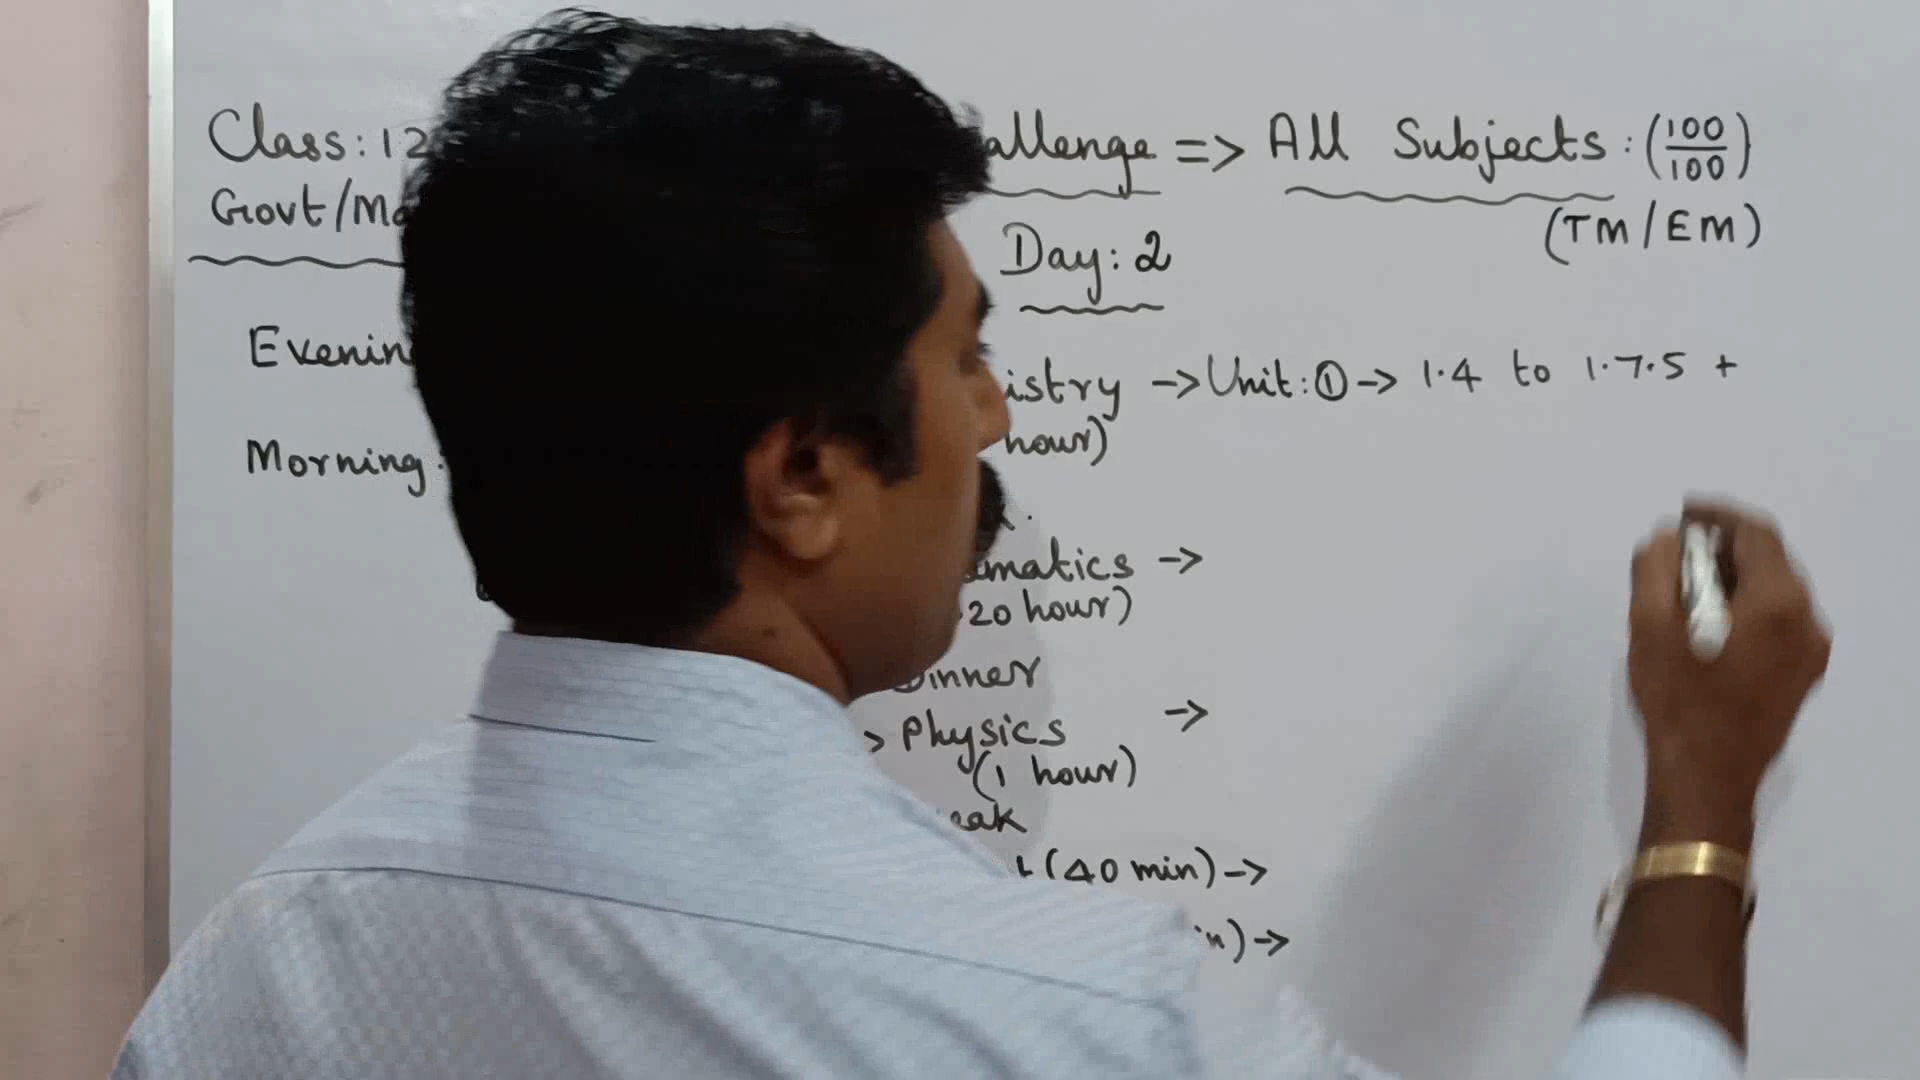 Class: 12 allenge => All Subjects: (100/100)
Govt/Ma (TM/EM)
Day: 2
Evenin istry -> Unit: ① -> 1.4 to 1.7.5 +
hour)
Morning:
matics ->
20 hour)
Dinner
Physics ->
(1 hour)
eak
(40 min) ->
in) ->